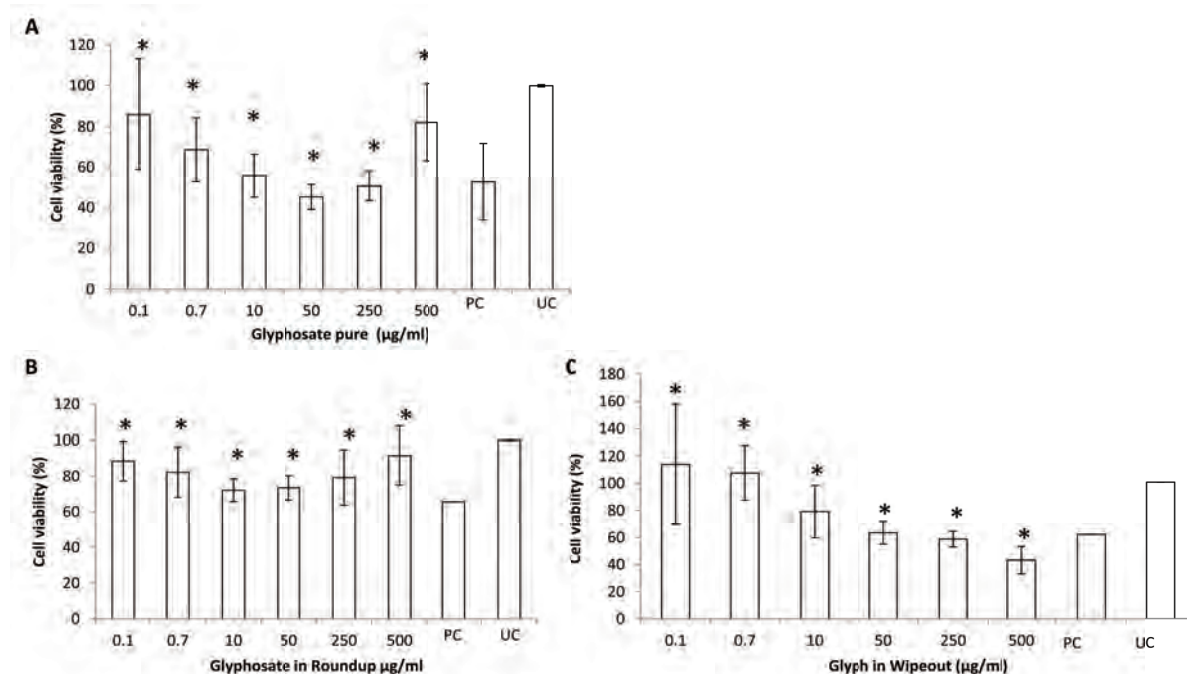 A
Cell viability (%)
120
100
80
60
40
20
0
* * * * * *
0.1 0.7 10 50 250 500 PC UC
Glyphosate pure (µg/ml)
B
Cell viability (%)
120
100
80
60
40
20
0
* * * * * *
0.1 0.7 10 50 250 500 PC UC
Glyphosate in Roundup µg/ml
C
Cell viability (%)
180
160
140
120
100
80
60
40
20
0
* * * * * *
0.1 0.7 10 50 250 500 PC UC
Glyph in Wipeout (µg/ml)